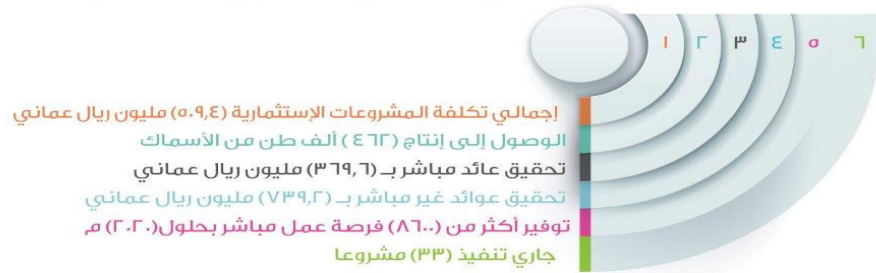 ١ ٢ ٣ ٤ ٥ ٦
إجمالي تكلفة المشروعات الإستثمارية (٥٠٩,٤) مليون ريال عماني
الوصول إلى إنتاج (٤٦٢) ألف طن من الأسماك
تحقيق عائد مباشر بـ (٣٦٩,٦) مليون ريال عماني
تحقيق عوائد غير مباشر بـ (٧٣٩,٢) مليون ريال عماني
توفير أكثر من (٨٦٠٠) فرصة عمل مباشر بحلول(٢٠٢٠) م
جاري تنفيذ (٣٣) مشروعا